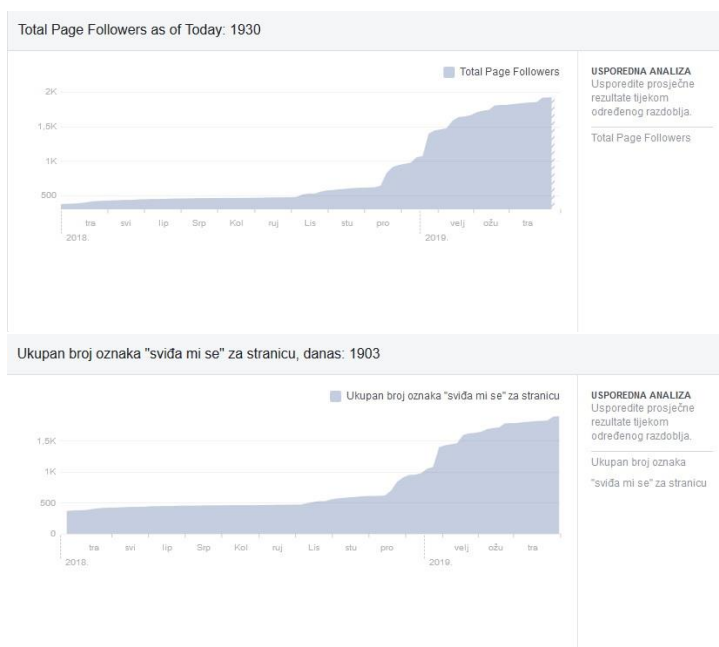 Total Page Followers as of Today: 1930
Total Page Followers
2K
1,5K
1K
500
tra svi lip Srp Kol ruj Lis stu pro velj ožu tra
2018. 2019.
USPOREDNA ANALIZA
Usporedite prosječne
rezultate tijekom
određenog razdoblja.
Total Page Followers
Ukupan broj oznaka "sviđa mi se" za stranicu, danas: 1903
Ukupan broj oznaka "sviđa mi se" za stranicu
1,5K
1K
500
0
tra svi lip Srp Kol ruj Lis stu pro velj ožu tra
2018. 2019.
USPOREDNA ANALIZA
Usporedite prosječne
rezultate tijekom
određenog razdoblja.
Ukupan broj oznaka
"sviđa mi se" za stranicu